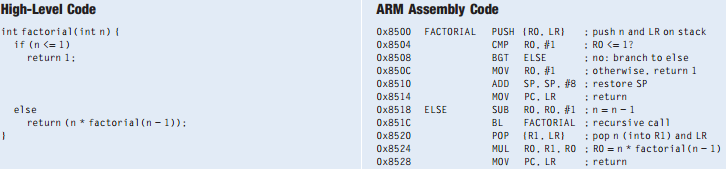 High-Level Code
int factorial(int n) {
if (n <= 1)
return 1;
else
return (n * factorial(n − 1));
}
ARM Assembly Code
0x8500 FACTORIAL PUSH {R0, LR} ; push n and LR on stack
0x8504 CMP R0, #1 ; R0 <= 1?
0x8508 BGT ELSE ; no: branch to else
0x850C MOV R0, #1 ; otherwise, return 1
0x8510 ADD SP, SP, #8 ; restore SP
0x8514 MOV PC, LR ; return
0x8518 ELSE SUB R0, R0, #1 ; n = n − 1
0x851C BL FACTORIAL ; recursive call
0x8520 POP {R1, LR} ; pop n (into R1) and LR
0x8524 MUL R0, R1, R0 ; R0 = n * factorial(n − 1)
0x8528 MOV PC, LR ; return